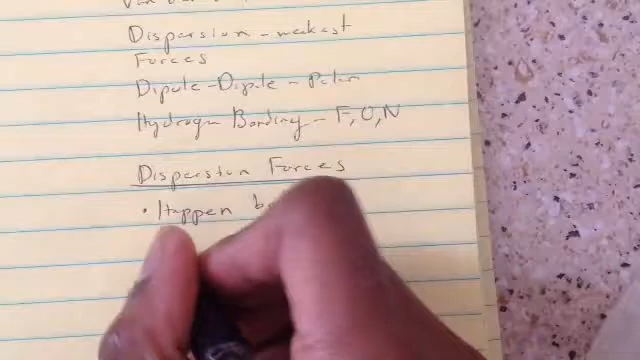 Dispersion - weakest
Forces
Dipole-Dipole - Polar
Hydrogen Bonding - F, O, N
Dispersion Forces
• Happen